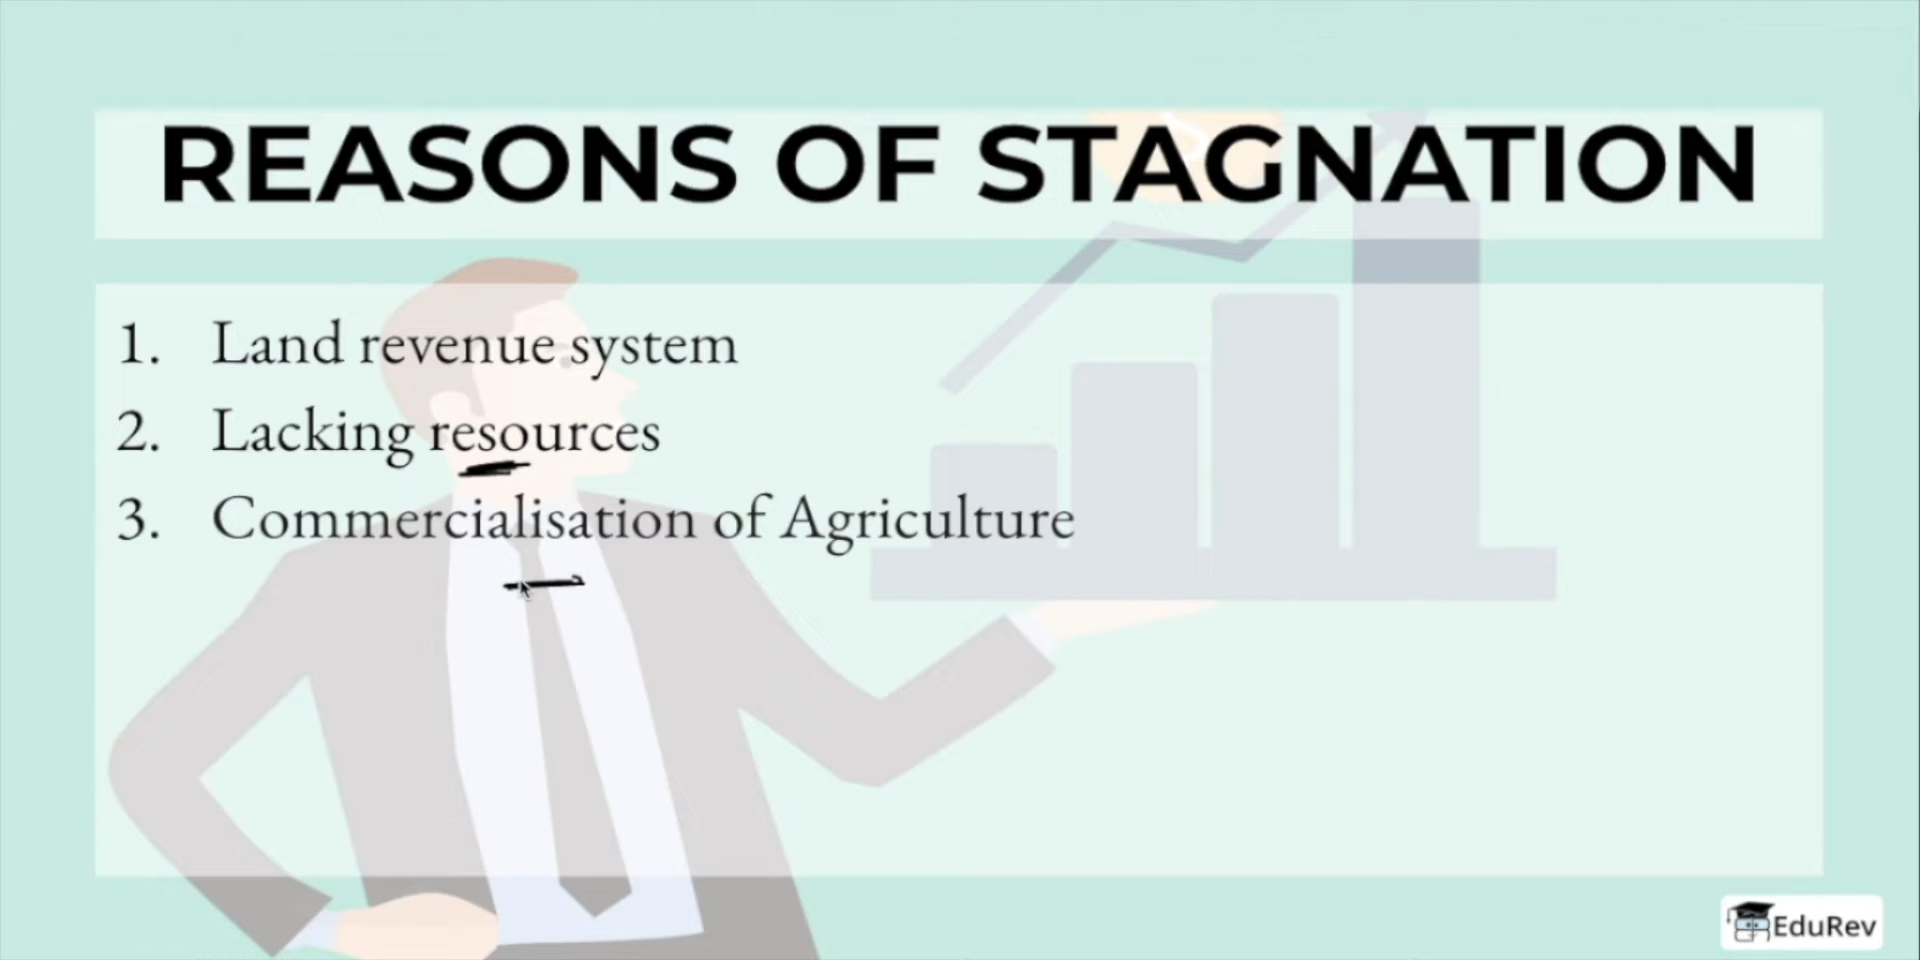 REASONS OF STAGNATION
1. Land revenue system
2. Lacking resources
3. Commercialisation of Agriculture
EduRev